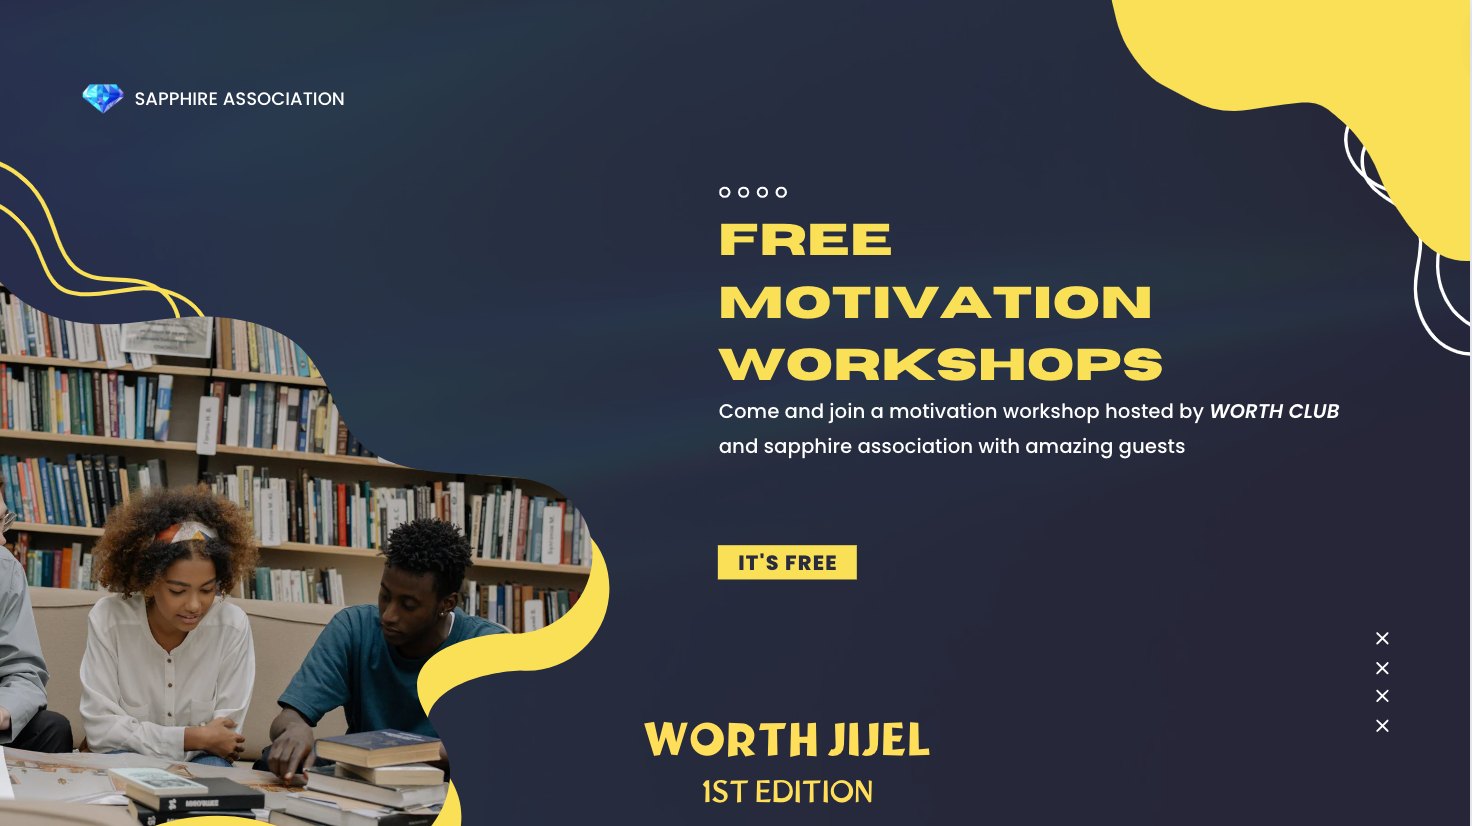 SAPPHIRE ASSOCIATION
FREE
MOTIVATION
WORKSHOPS
Come and join a motivation workshop hosted by WORTH CLUB
and sapphire association with amazing guests
IT'S FREE
WORTH JIJEL
1ST EDITION